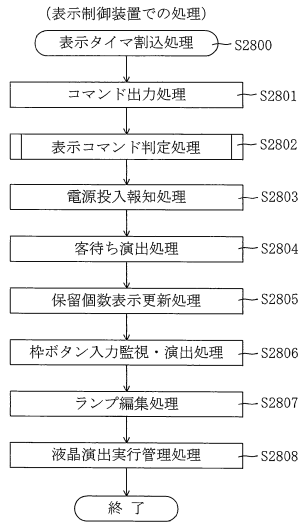 (表示制御装置での処理)
表示タイマ割込処理 S2800
コマンド出力処理 S2801
表示コマンド判定処理 S2802
電源投入報知処理 S2803
客待ち演出処理 S2804
保留個数表示更新処理 S2805
枠ボタン入力監視・演出処理 S2806
ランプ編集処理 S2807
液晶演出実行管理処理 S2808
終了